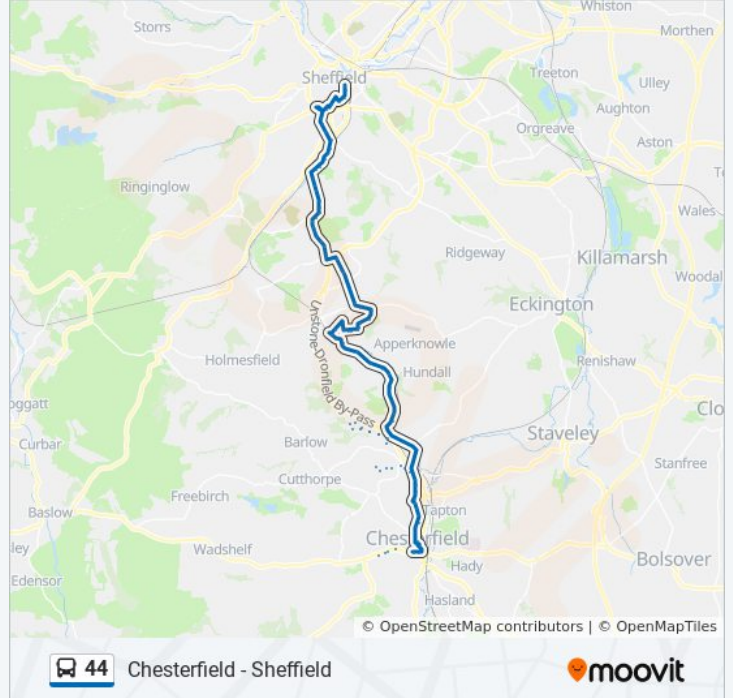 Whiston
Storrs
Morthen
Sheffield
Treeton
Ulley
Aughton
Orgreave
Aston
Ringinglow
Wales
Ridgeway
Killamarsh
Woodal
Eckington
Unstone-Dronfield By-Pass
Apperknowle
Holmesfield
Renishaw
Hundall
oggatt
Clo
Curbar
Barlow
Staveley
Stanfree
Cutthorpe
Freebirch
Baslow
Tapton
Chesterfield
ley
Wadshelf
Hady
Bolsover
Edensor
Hasland
© OpenStreetMap contributors | © OpenMapTiles
44 Chesterfield - Sheffield
moovit